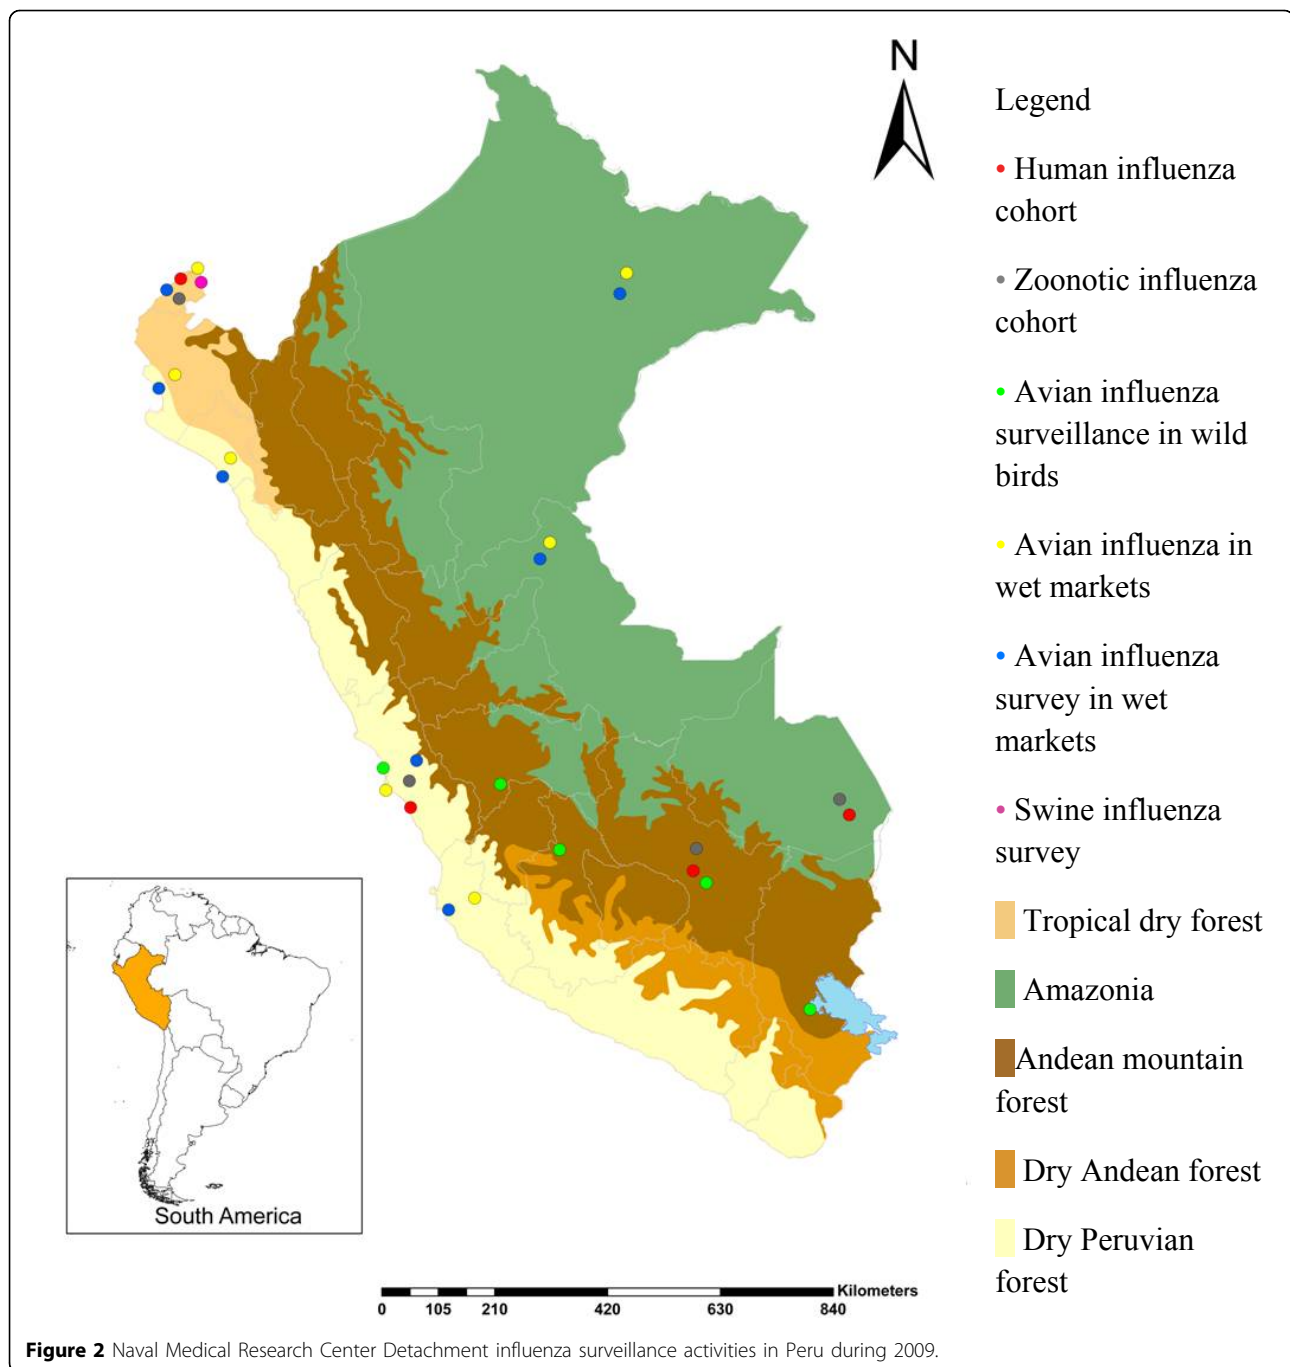 N
Legend
• Human influenza
cohort
• Zoonotic influenza
cohort
• Avian influenza
surveillance in wild
birds
• Avian influenza in
wet markets
• Avian influenza
survey in wet
markets
• Swine influenza
survey
Tropical dry forest
Amazonia
Andean mountain
forest
Dry Andean forest
Dry Peruvian
forest
South America
Kilometers
0 105 210 420 630 840
Figure 2 Naval Medical Research Center Detachment influenza surveillance activities in Peru during 2009.